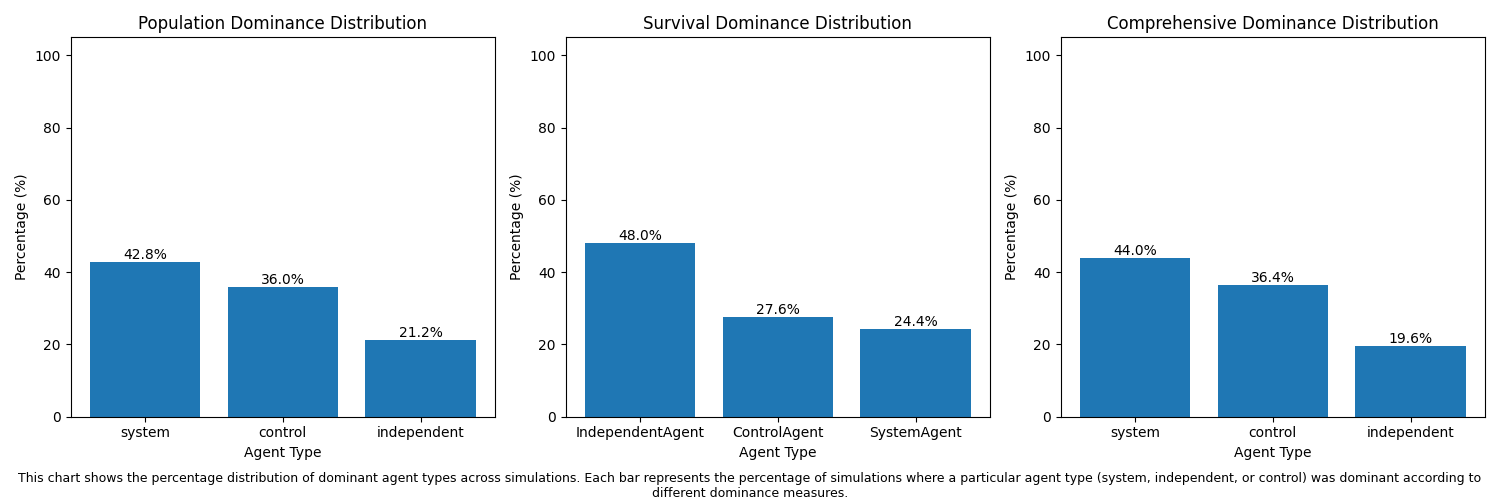 Population Dominance Distribution
100
80
60
40
20
0
Percentage (%)
42.8%
36.0%
21.2%
system
control
independent
Agent Type
Survival Dominance Distribution
100
80
60
40
20
0
Percentage (%)
48.0%
27.6%
24.4%
IndependentAgent
ControlAgent
SystemAgent
Agent Type
Comprehensive Dominance Distribution
100
80
60
40
20
0
Percentage (%)
44.0%
36.4%
19.6%
system
control
independent
Agent Type
This chart shows the percentage distribution of dominant agent types across simulations. Each bar represents the percentage of simulations where a particular agent type (system, independent, or control) was dominant according to
different dominance measures.